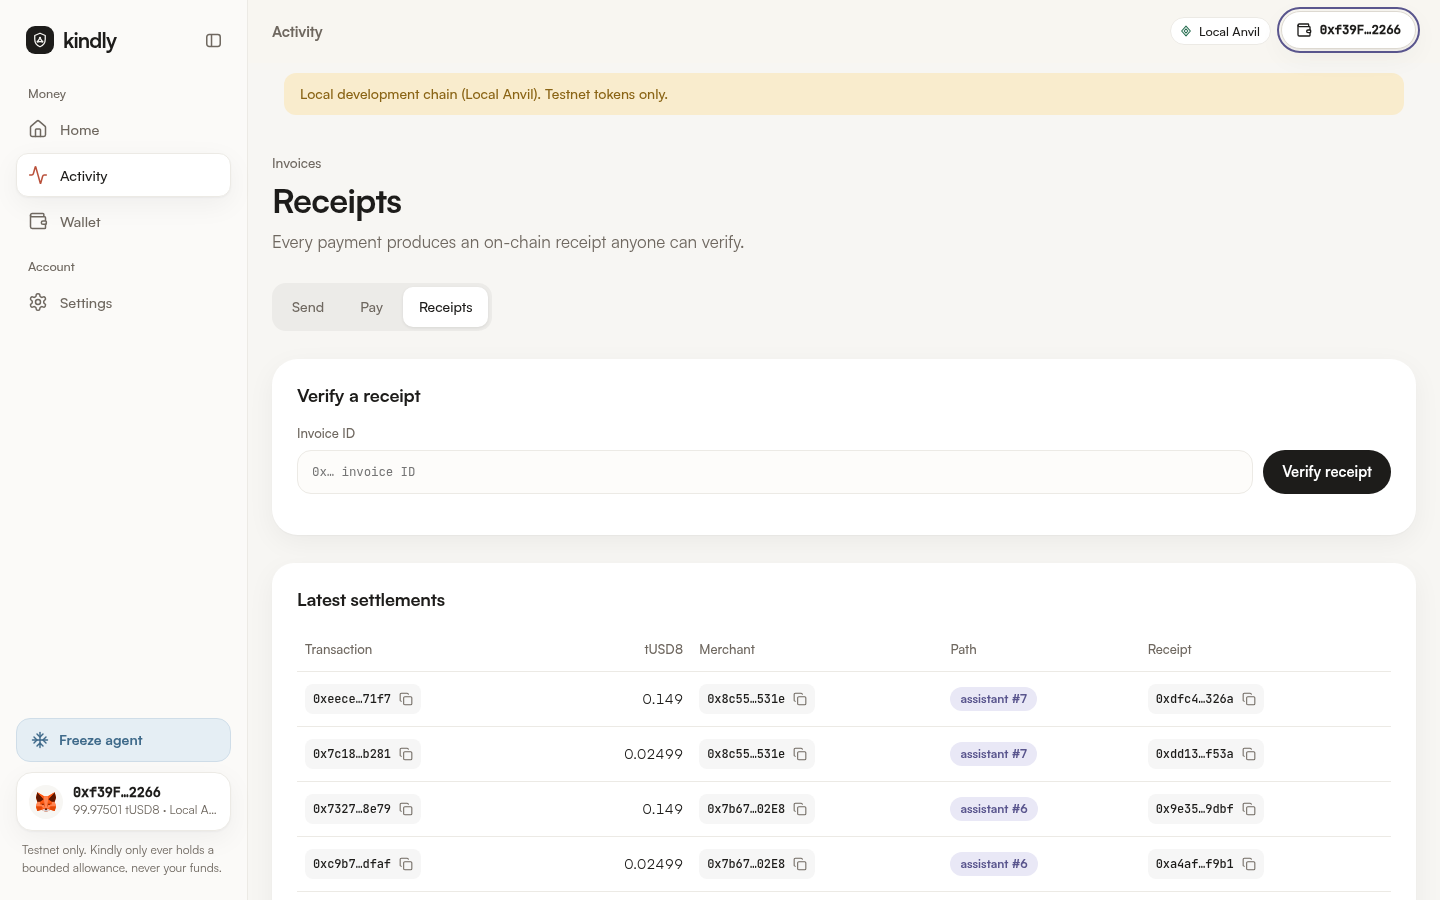 kindly
Money
Home
Activity
Wallet
Account
Settings
Freeze agent
0xf39F…2266
99.97501 tUSD8 · Local A…
Testnet only. Kindly only ever holds a
bounded allowance, never your funds.
Activity
Local Anvil
0xf39F…2266
Local development chain (Local Anvil). Testnet tokens only.
Invoices
Receipts
Every payment produces an on-chain receipt anyone can verify.
Send Pay Receipts
Verify a receipt
Invoice ID
0x… invoice ID
Verify receipt
Latest settlements
Transaction tUSD8 Merchant Path Receipt
0xeece…71f7 0.149 0x8c55…531e assistant #7 0xdfc4…326a
0x7c18…b281 0.02499 0x8c55…531e assistant #7 0xdd13…f53a
0x7327…8e79 0.149 0x7b67…02E8 assistant #6 0x9e35…9dbf
0xc9b7…dfaf 0.02499 0x7b67…02E8 assistant #6 0xa4af…f9b1